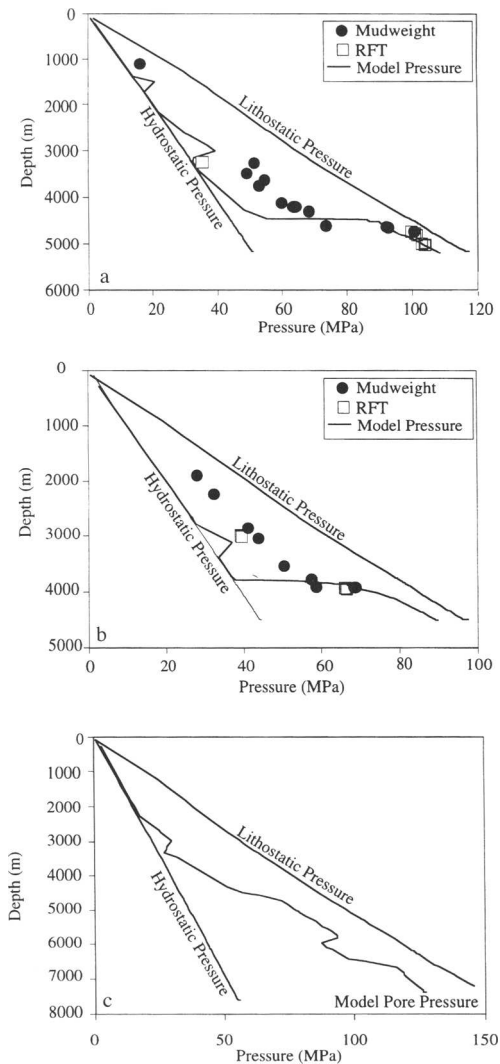 0
1000
2000
3000
4000
5000
6000
Depth (m)
Mudweight
RFT
Model Pressure
Lithostatic Pressure
Hydrostatic Pressure
a
0 20 40 60 80 100 120
Pressure (MPa)
0
1000
2000
3000
4000
5000
Depth (m)
Mudweight
RFT
Model Pressure
Lithostatic Pressure
Hydrostatic Pressure
b
0 20 40 60 80 100
Pressure (MPa)
0
1000
2000
3000
4000
5000
6000
7000
8000
Depth (m)
Lithostatic Pressure
Hydrostatic Pressure
c
Model Pore Pressure
0 50 100 150
Pressure (MPa)